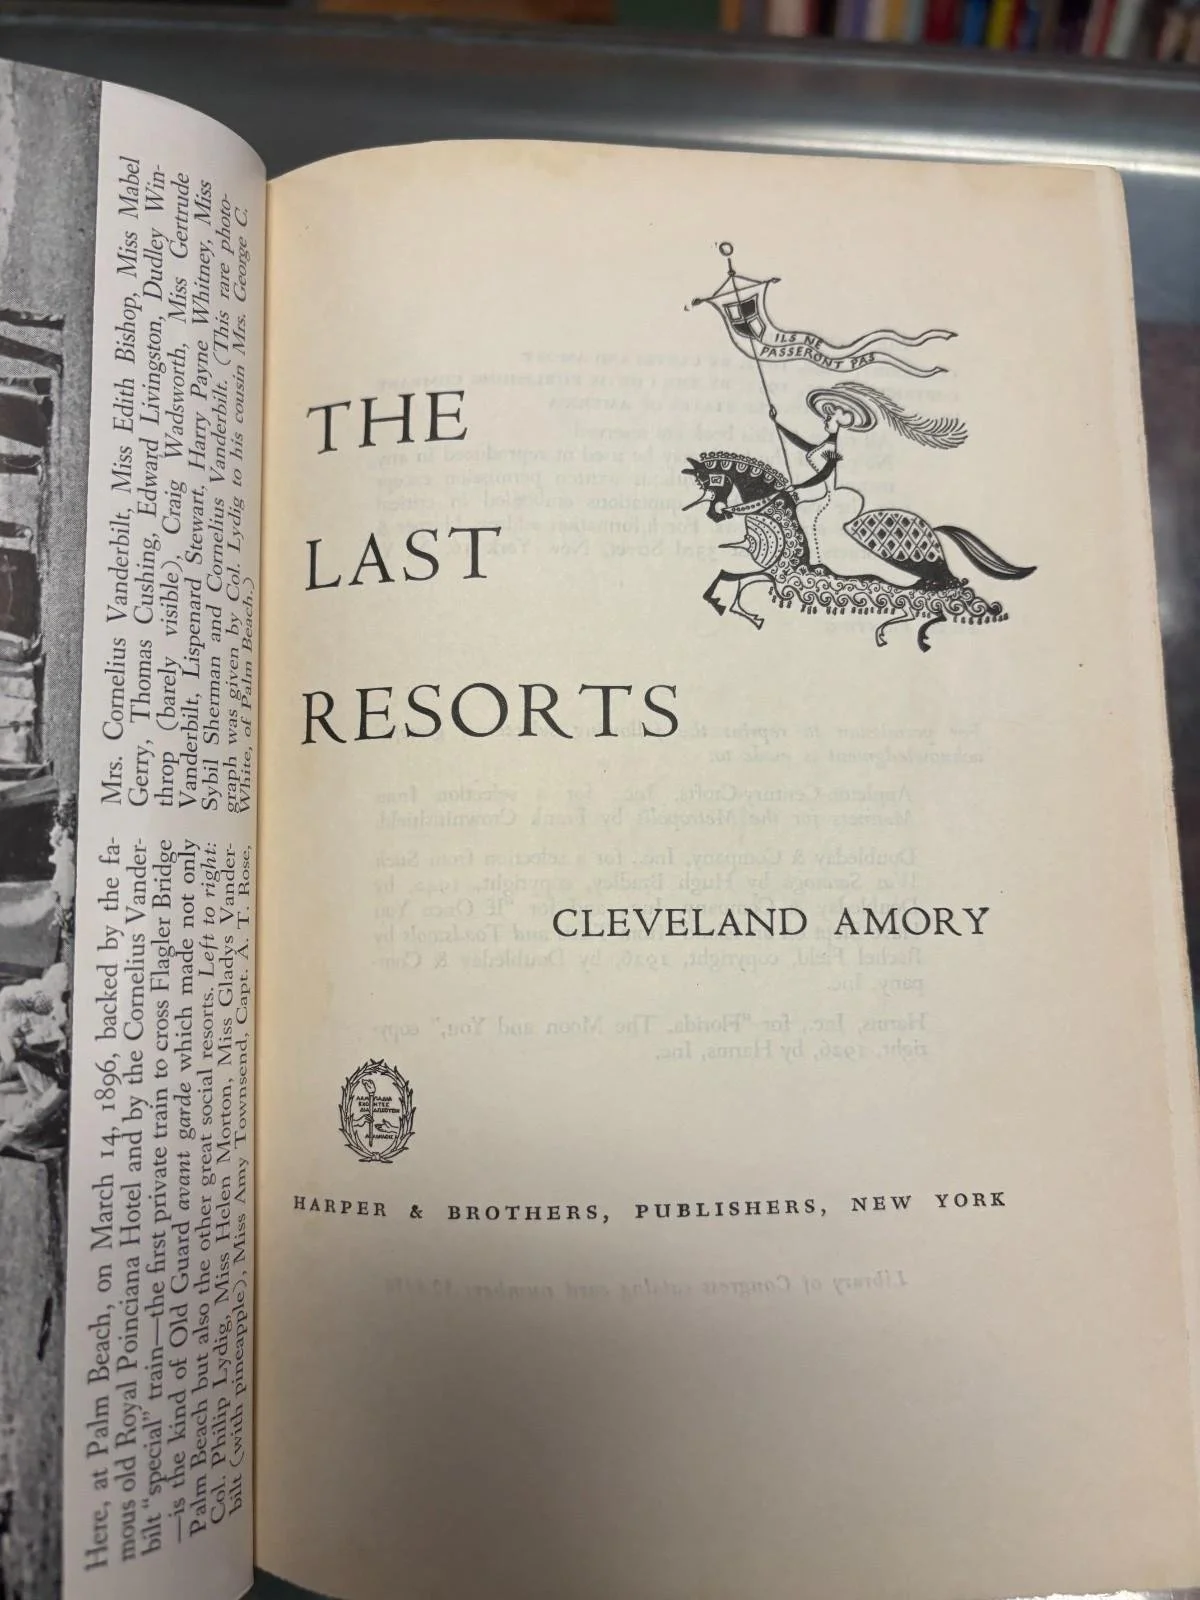 Here, at Palm Beach, on March 14, 1896, backed by the fa-
mous old Royal Poinciana Hotel and by the Cornelius Vander-
bilt "special" train—the first private train to cross Flagler Bridge
—is the kind of Old Guard avant garde which made not only
Palm Beach but also the other great social resorts. Left to right:
Col. Philip Lydig, Miss Helen Morton, Miss Gladys Vander-
bilt (with pineapple), Miss Amy Townsend, Capt. A. T. Rose,
Mrs. Cornelius Vanderbilt, Miss Edith Bishop, Miss Mabel
Gerry, Thomas Cushing, Edward Livingston, Dudley Win-
throp (barely visible), Craig Wadsworth, Miss Gertrude
Vanderbilt, Lispenard Stewart, Harry Payne Whitney, Miss
Sybil Sherman and Cornelius Vanderbilt. (This rare photo-
graph was given by Col. Lydig to his cousin Mrs. George C.
White, of Palm Beach.)
ILS NE
PASSERONT PAS
THE
LAST
RESORTS
CLEVELAND AMORY
HARPER & BROTHERS, PUBLISHERS, NEW YORK